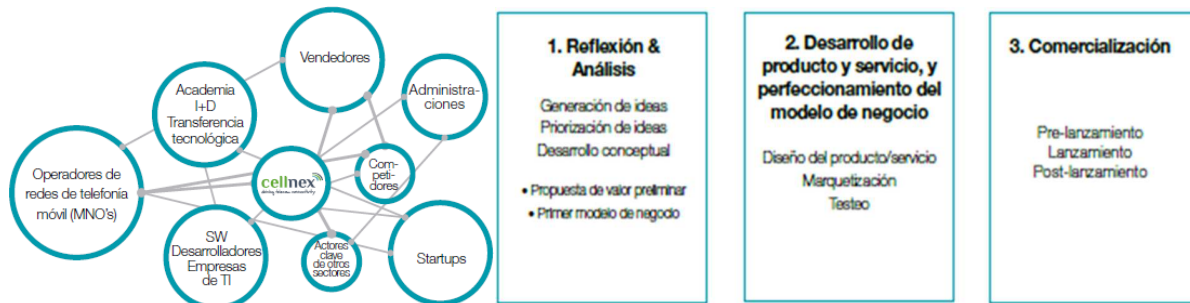 Vendedores
Academia
I+D
Transferencia
tecnológica
Administra-
ciones
Operadores de
redes de telefonía
móvil (MNO's)
cellnex
Com-
peti-
dores
SW
Desarrolladores
Empresas
de TI
Actores
clave
de otros
sectores
Startups
1. Reflexión &
Análisis
Generación de ideas
Priorización de ideas
Desarrollo conceptual
• Propuesta de valor preliminar
• Primer modelo de negocio
2. Desarrollo de
producto y servicio, y
perfeccionamiento del
modelo de negocio
Diseño del producto/servicio
Marquetización
Testeo
3. Comercialización
Pre-lanzamiento
Lanzamiento
Post-lanzamiento